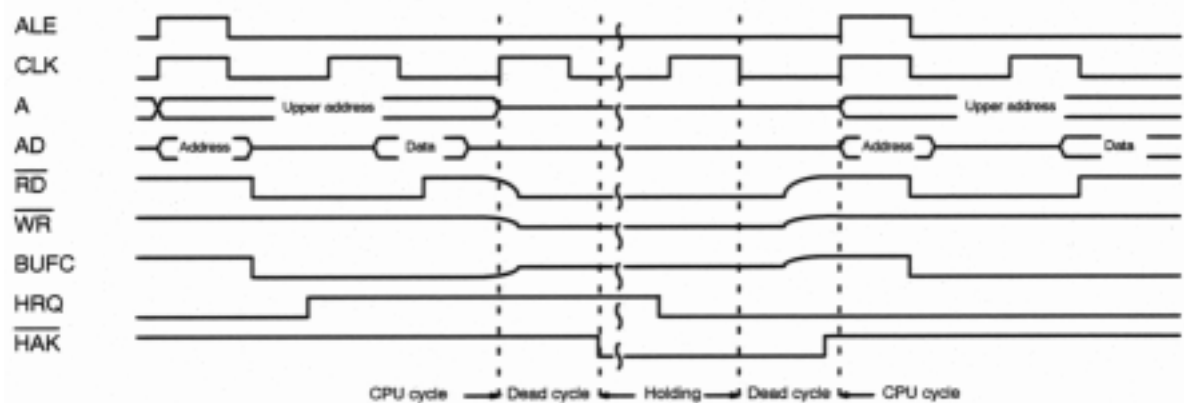 ALE
CLK
A Upper address Upper address
AD Address Data Address Data
RD
WR
BUFC
HRQ
HAK
CPU cycle Dead cycle Holding Dead cycle CPU cycle